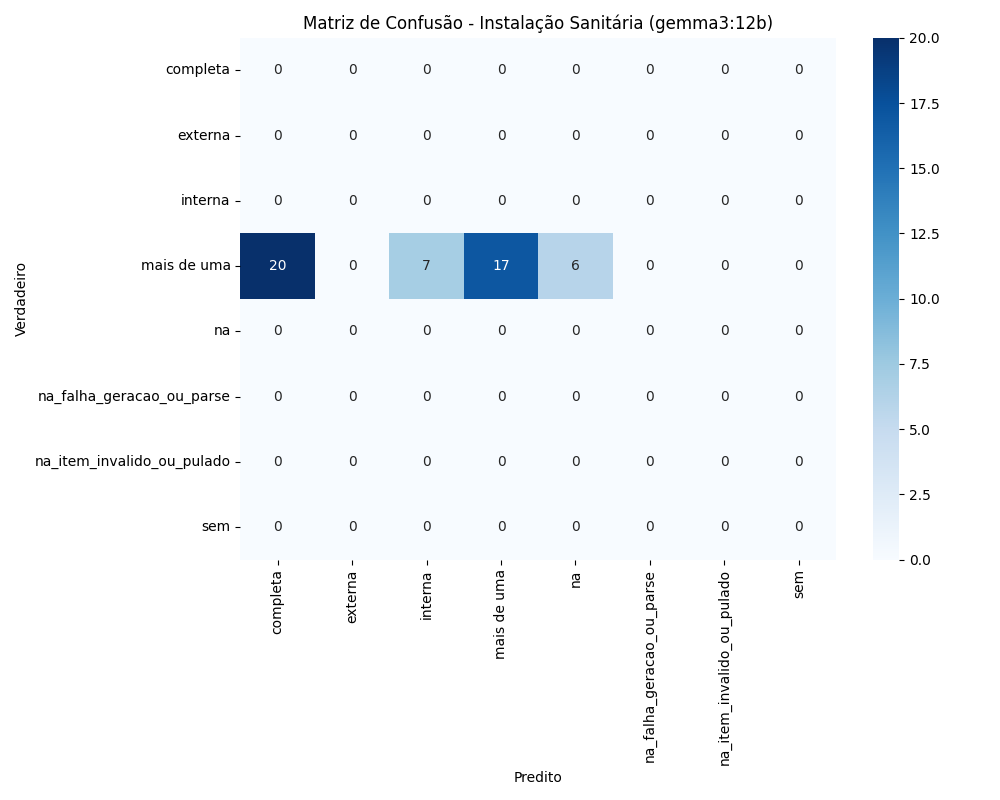 Matriz de Confusão - Instalação Sanitária (gemma3:12b)
completa 0 0 0 0 0 0 0 0
externa 0 0 0 0 0 0 0 0
interna 0 0 0 0 0 0 0 0
mais de uma 20 0 7 17 6 0 0 0
na 0 0 0 0 0 0 0 0
na_falha_geracao_ou_parse 0 0 0 0 0 0 0 0
na_item_invalido_ou_pulado 0 0 0 0 0 0 0 0
sem 0 0 0 0 0 0 0 0
Verdadeiro
completa
externa
interna
mais de uma
na
na_falha_geracao_ou_parse
na_item_invalido_ou_pulado
sem
Predito
20.0
17.5
15.0
12.5
10.0
7.5
5.0
2.5
0.0